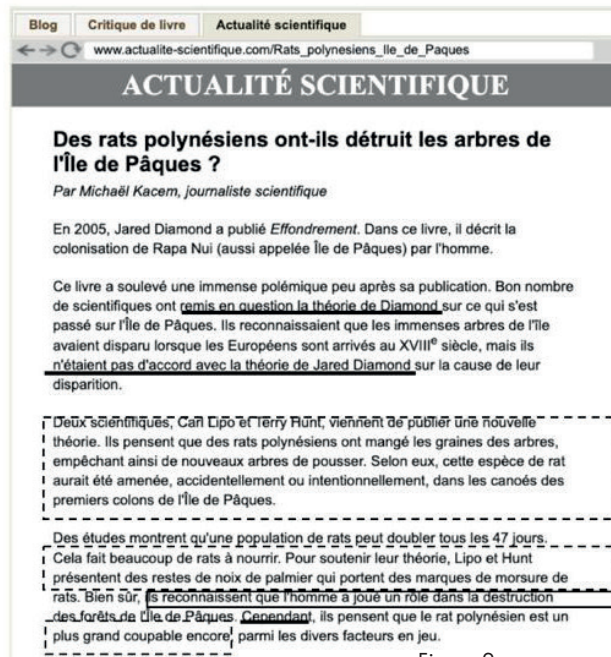 Blog Critique de livre Actualité scientifique
www.actualite-scientifique.com/Rats_polynesiens_Ile_de_Paques
ACTUALITÉ SCIENTIFIQUE
Des rats polynésiens ont-ils détruit les arbres de
l'Île de Pâques ?
Par Michaël Kacem, journaliste scientifique
En 2005, Jared Diamond a publié Effondrement. Dans ce livre, il décrit la
colonisation de Rapa Nui (aussi appelée Île de Pâques) par l'homme.
Ce livre a soulevé une immense polémique peu après sa publication. Bon nombre
de scientifiques ont remis en question la théorie de Diamond sur ce qui s'est
passé sur l'Île de Pâques. Ils reconnaissaient que les immenses arbres de l'île
avaient disparu lorsque les Européens sont arrivés au XVIIIe siècle, mais ils
n'étaient pas d'accord avec la théorie de Jared Diamond sur la cause de leur
disparition.
Deux scientifiques, Carl Lipo et Terry Hunt, viennent de publier une nouvelle
théorie. Ils pensent que des rats polynésiens ont mangé les graines des arbres,
empêchant ainsi de nouveaux arbres de pousser. Selon eux, cette espèce de rat
aurait été amenée, accidentellement ou intentionnellement, dans les canoés des
premiers colons de l'Île de Pâques.
Des études montrent qu'une population de rats peut doubler tous les 47 jours.
Cela fait beaucoup de rats à nourrir. Pour soutenir leur théorie, Lipo et Hunt
présentent des restes de noix de palmier qui portent des marques de morsure de
rats. Bien sûr, ils reconnaissent que l'homme a joué un rôle dans la destruction
des forêts de l'Île de Pâques. Cependant, ils pensent que le rat polynésien est un
plus grand coupable encore parmi les divers facteurs en jeu.